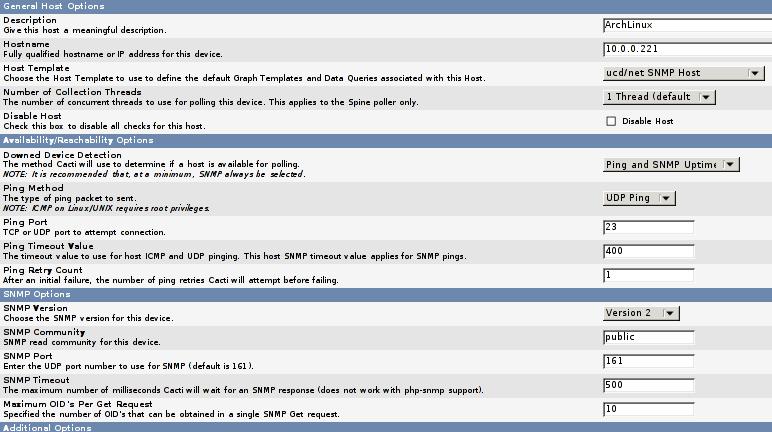 General Host Options
Description
Give this host a meaningful description.
ArchLinux
Hostname
Fully qualified hostname or IP address for this device.
10.0.0.221
Host Template
Choose the Host Template to use to define the default Graph Templates and Data Queries associated with this Host.
ucd/net SNMP Host
Number of Collection Threads
The number of concurrent threads to use for polling this device. This applies to the Spine poller only.
1 Thread (default
Disable Host
Check this box to disable all checks for this host.
Disable Host
Availability/Reachability Options
Downed Device Detection
The method Cacti will use to determine if a host is available for polling.
NOTE: It is recommended that, at a minimum, SNMP always be selected.
Ping and SNMP Uptime
Ping Method
The type of ping packet to sent.
NOTE: ICMP on Linux/UNIX requires root privileges.
UDP Ping
Ping Port
TCP or UDP port to attempt connection.
23
Ping Timeout Value
The timeout value to use for host ICMP and UDP pinging. This host SNMP timeout value applies for SNMP pings.
400
Ping Retry Count
After an initial failure, the number of ping retries Cacti will attempt before failing.
1
SNMP Options
SNMP Version
Choose the SNMP version for this device.
Version 2
SNMP Community
SNMP read community for this device.
public
SNMP Port
Enter the UDP port number to use for SNMP (default is 161).
161
SNMP Timeout
The maximum number of milliseconds Cacti will wait for an SNMP response (does not work with php-snmp support).
500
Maximum OID's Per Get Request
Specified the number of OID's that can be obtained in a single SNMP Get request.
10
Additional Options